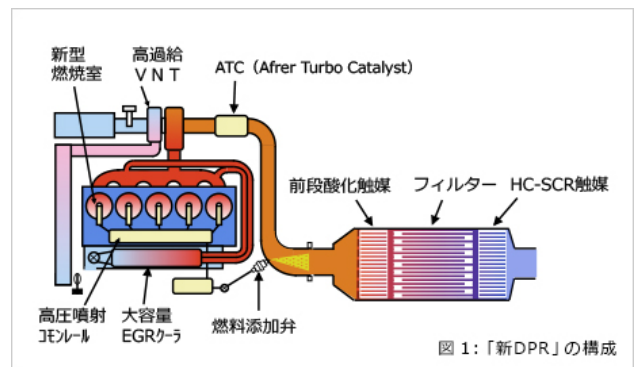 新型
燃焼室
高過給
ＶＮＴ
ATC（Afrer Turbo Catalyst）
前段酸化触媒
フィルター
HC-SCR触媒
高圧噴射
ｺﾓﾝﾚｰﾙ
大容量
EGRｸｰﾗ
燃料添加弁
図 1：「新DPR」の構成